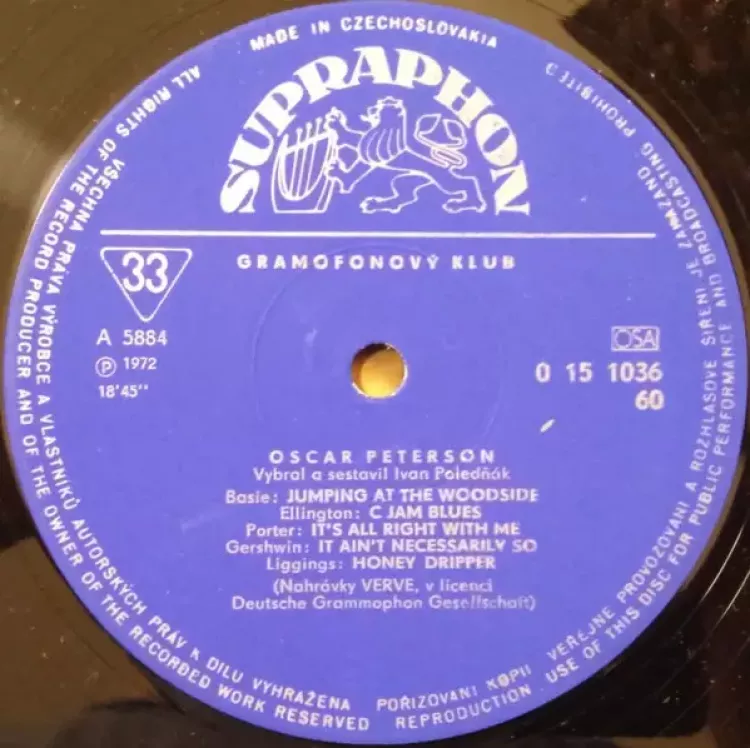 MADE IN CZECHOSLOVAKIA
SUPRAPHON
GRAMOFONOVÝ KLUB
33
A 5884
Ⓟ 1972
18'45''
OSA
0 15 1036
60
OSCAR PETERSON
Vybral a sestavil Ivan Poledňák
Basie: JUMPING AT THE WOODSIDE
Ellington: C JAM BLUES
Porter: IT'S ALL RIGHT WITH ME
Gershwin: IT AIN'T NECESSARILY SO
Liggings: HONEY DRIPPER
(Nahrávky VERVE, v licenci
Deutsche Grammophon Gesellschaft)
VŠECHNA PRÁVA VÝROBCE A VLASTNÍKŮ AUTORSKÝCH PRÁV K DÍLU VYHRAŽENA
POŘIZOVÁNÍ KOPIÍ VEŘEJNÉ PROVOZOVÁNÍ A ROZHLASOVÉ ŠÍŘENÍ JE ZAKÁZÁNO
ALL RIGHTS OF THE RECORD PRODUCER AND OF THE OWNER OF THE RECORDED WORK RESERVED
REPRODUCTION USE OF THIS DISC FOR PUBLIC PERFORMANCE AND BROADCASTING PROHIBITED